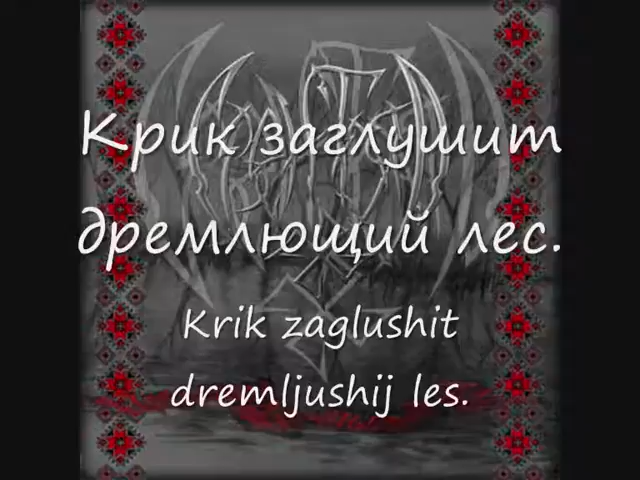 Крик заглушит
дремлющий лес.
Krik zaglushit
dremljushij les.